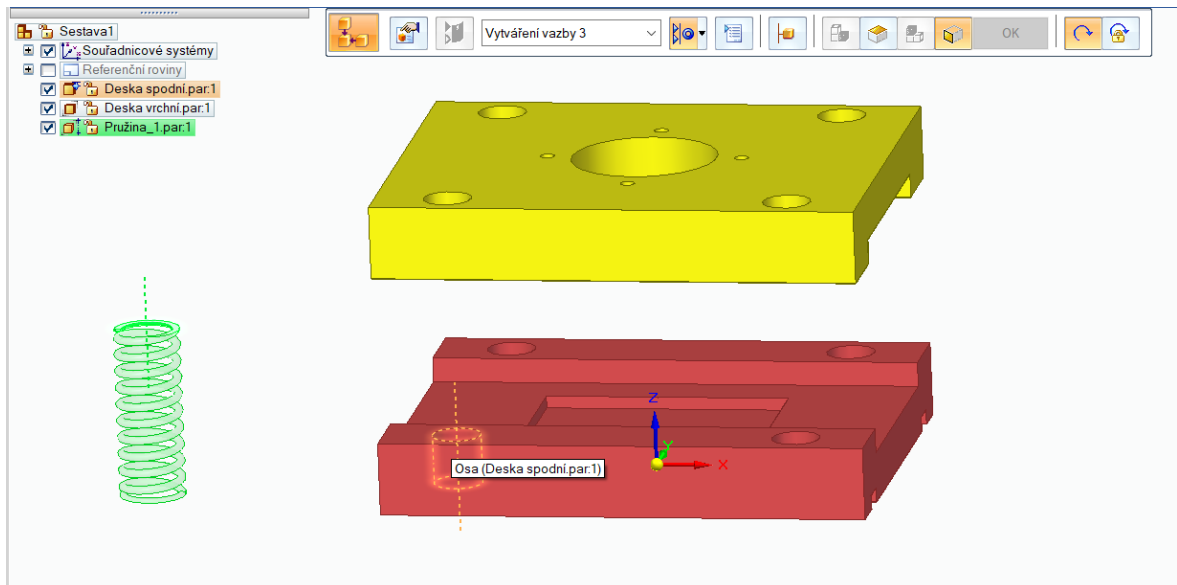 Sestava1
Souřadnicové systémy
Referenční roviny
Deska spodní.par:1
Deska vrchní.par:1
Pružina_1.par:1
Vytváření vazby 3
OK
Z
Y
X
Osa (Deska spodní.par:1)